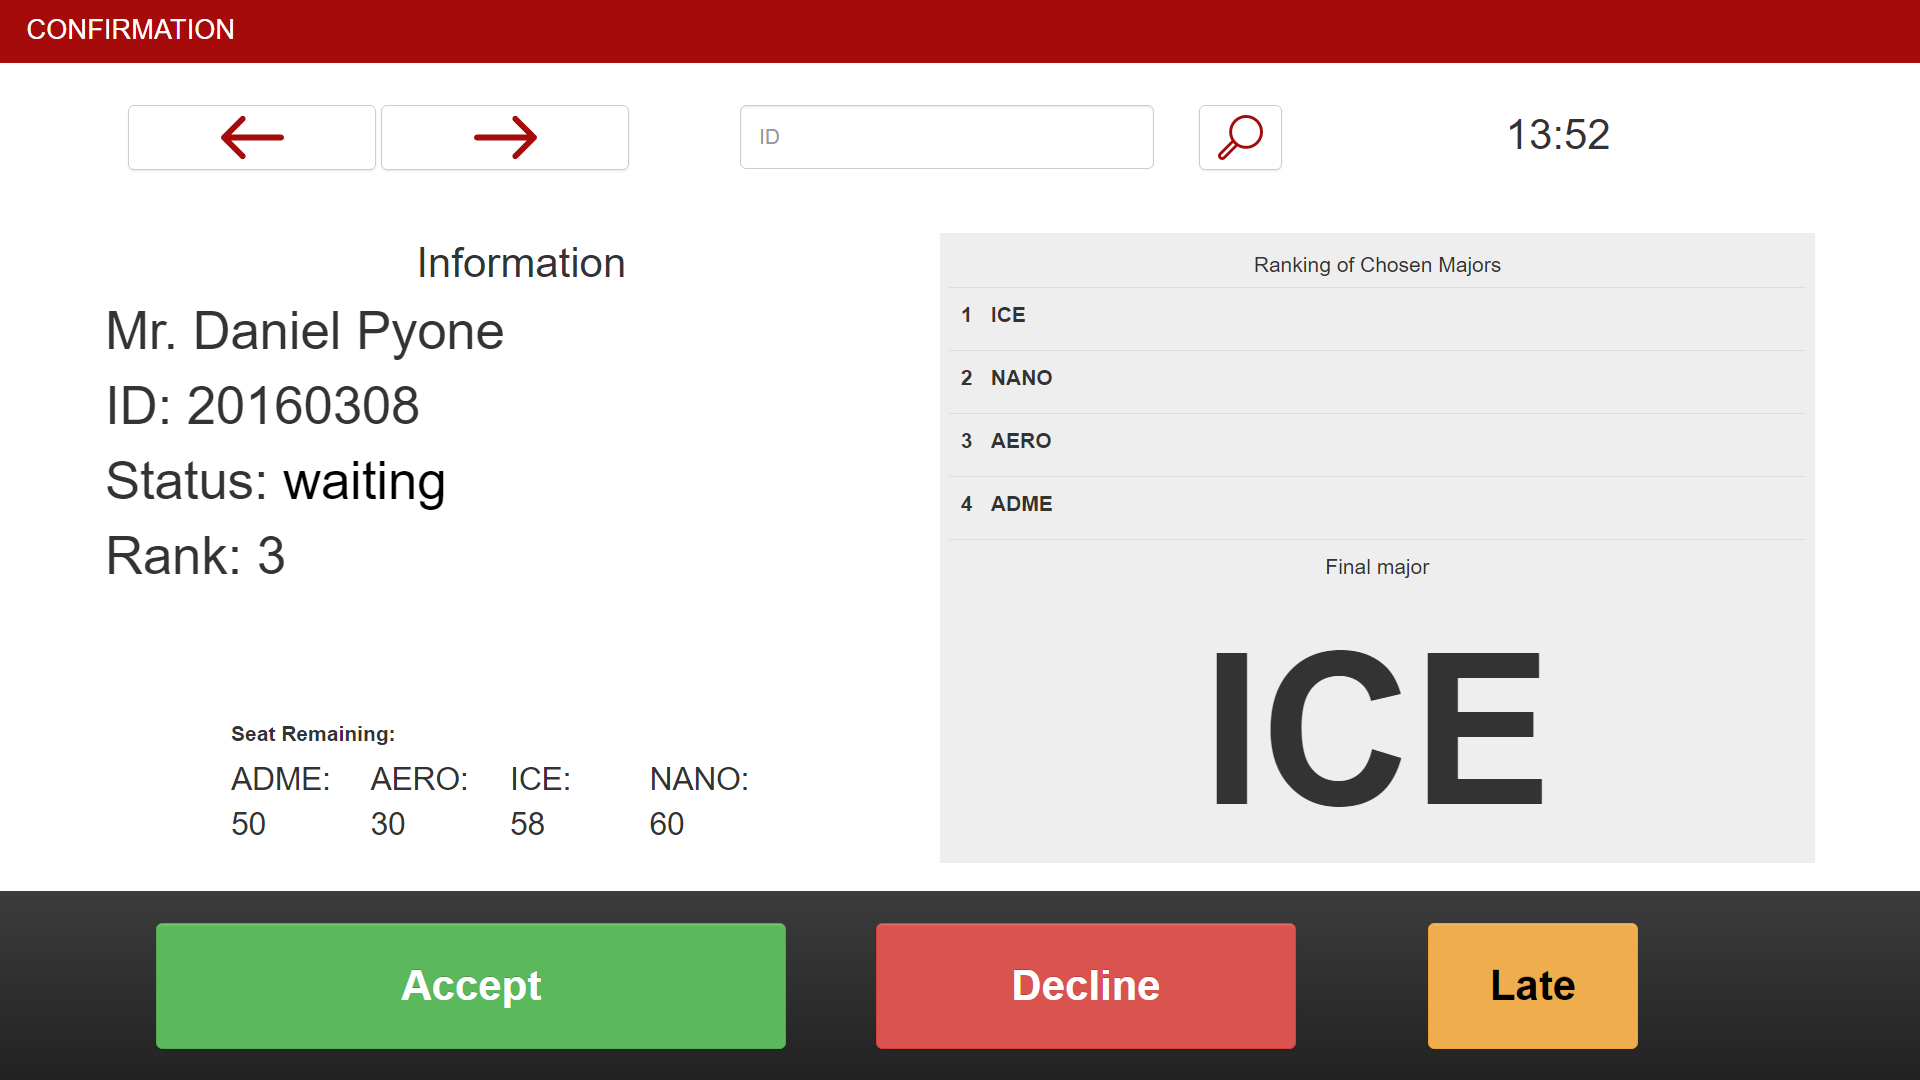 CONFIRMATION
ID
13:52
Information
Mr. Daniel Pyone
ID: 20160308
Status: waiting
Rank: 3
Seat Remaining:
ADME: AERO: ICE: NANO:
50 30 58 60
Ranking of Chosen Majors
1 ICE
2 NANO
3 AERO
4 ADME
Final major
ICE
Accept Decline Late